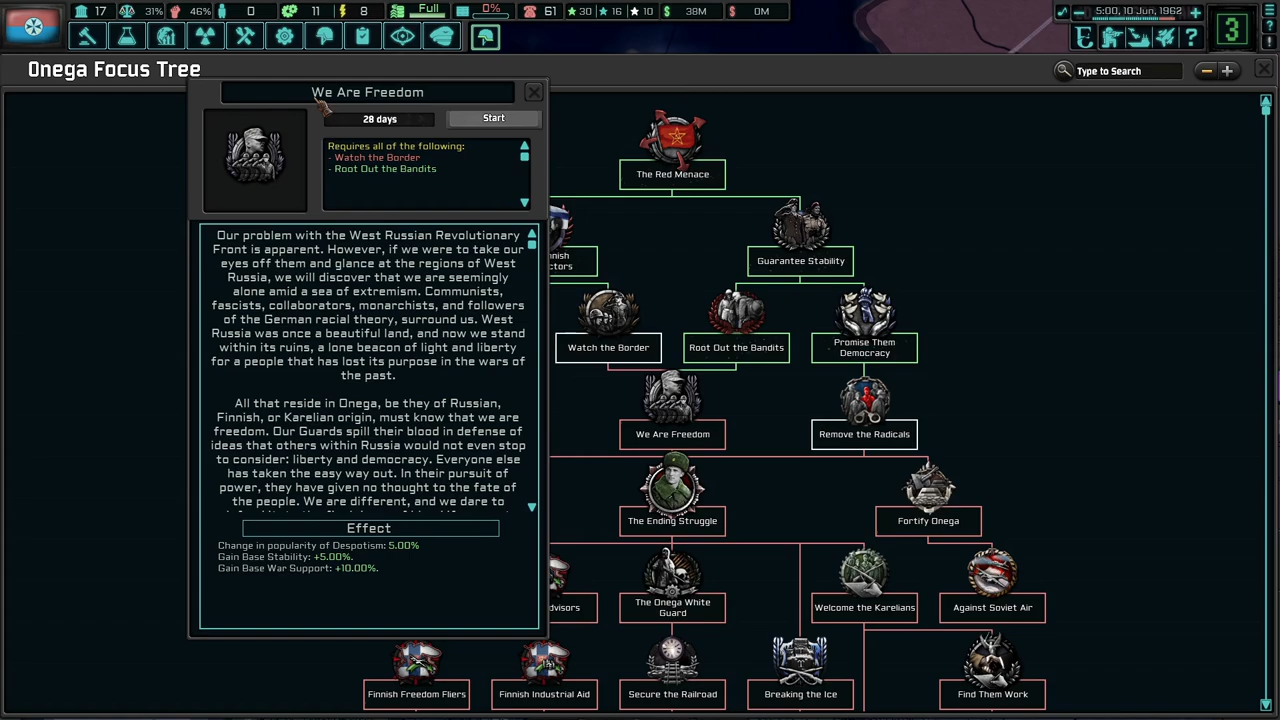 17 31% 46% 0 11 8 Full 0% 61 30 16 10 38M 0M
5:00, 10 Jun, 1962
3
Onega Focus Tree
Type to Search
We Are Freedom
28 days
Start
Requires all of the following:
- Watch the Border
- Root Out the Bandits
Our problem with the West Russian Revolutionary
Front is apparent. However, if we were to take our
eyes off them and glance at the regions of West
Russia, we will discover that we are seemingly
alone amid a sea of extremism. Communists,
fascists, collaborators, monarchists, and followers
of the German racial theory, surround us. West
Russia was once a beautiful land, and now we stand
within its ruins, a lone beacon of light and liberty
for a people that has lost its purpose in the wars of
the past.
All that reside in Onega, be they of Russian,
Finnish, or Karelian origin, must know that we are
freedom. Our Guards spill their blood in defense of
ideas that others within Russia would not even stop
to consider: liberty and democracy. Everyone else
has taken the easy way out. In their pursuit of
power, they have given no thought to the fate of
the people. We are different, and we dare to
Effect
Change in popularity of Despotism: 5.00%
Gain Base Stability: +5.00%.
Gain Base War Support: +10.00%.
The Red Menace
Guarantee Stability
Watch the Border
Root Out the Bandits
Promise Them
Democracy
We Are Freedom
Remove the Radicals
The Ending Struggle
Fortify Onega
The Onega White
Guard
Welcome the Karelians
Against Soviet Air
Finnish Freedom Fliers
Finnish Industrial Aid
Secure the Railroad
Breaking the Ice
Find Them Work